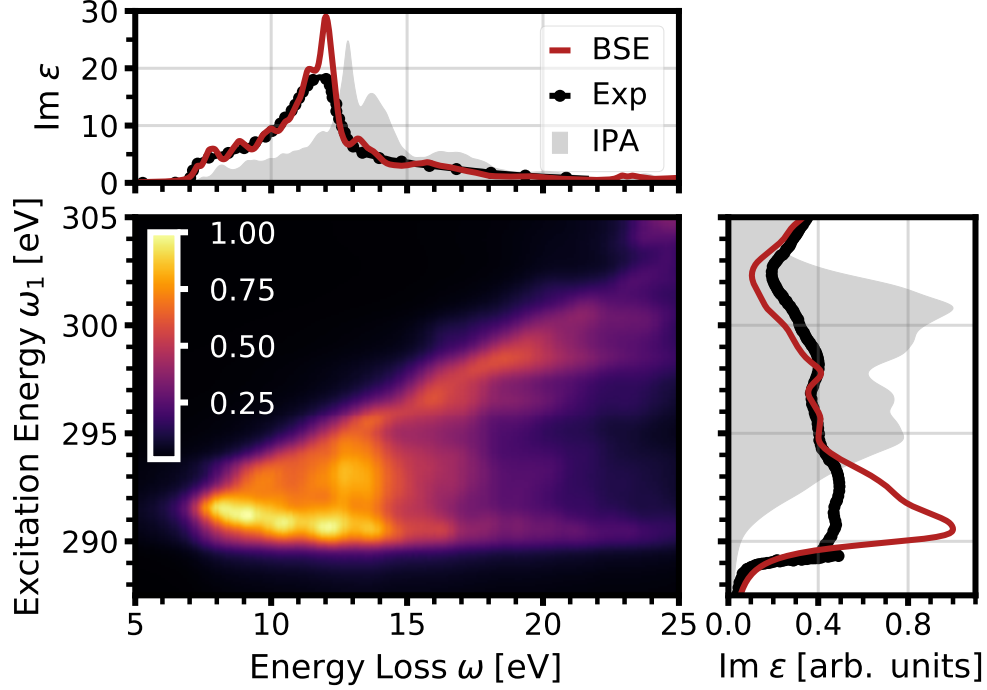 30
20
10
0
Im ε
BSE
Exp
IPA
305
300
295
290
Excitation Energy ω₁ [eV]
1.00
0.75
0.50
0.25
5 10 15 20 25
Energy Loss ω [eV]
0.0 0.4 0.8
Im ε [arb. units]